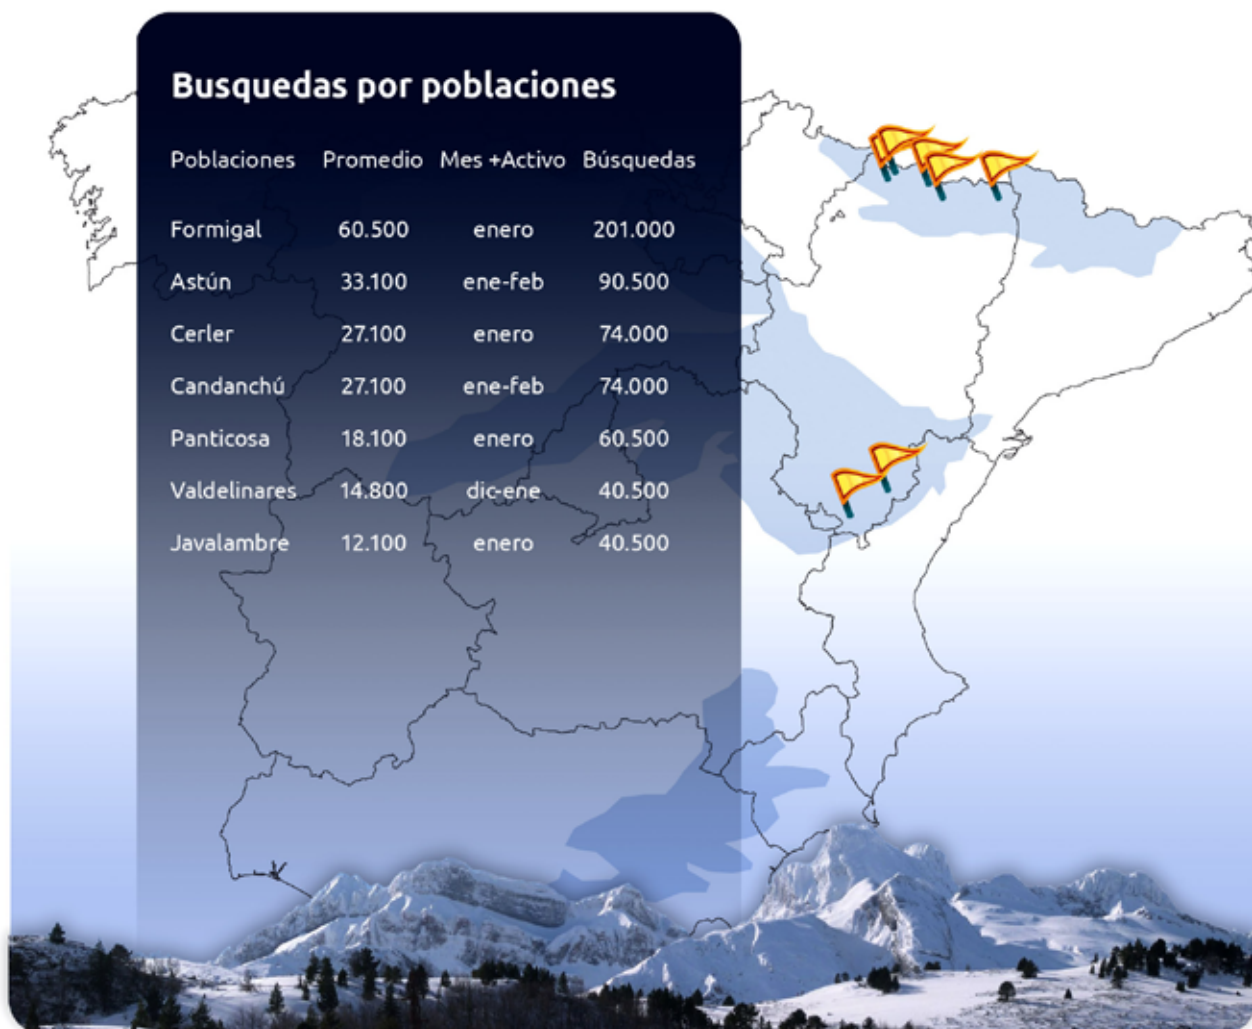 Busquedas por poblaciones
Poblaciones Promedio Mes +Activo Búsquedas
Formigal 60.500 enero 201.000
Astún 33.100 ene-feb 90.500
Cerler 27.100 enero 74.000
Candanchú 27.100 ene-feb 74.000
Panticosa 18.100 enero 60.500
Valdelinares 14.800 dic-ene 40.500
Javalambre 12.100 enero 40.500